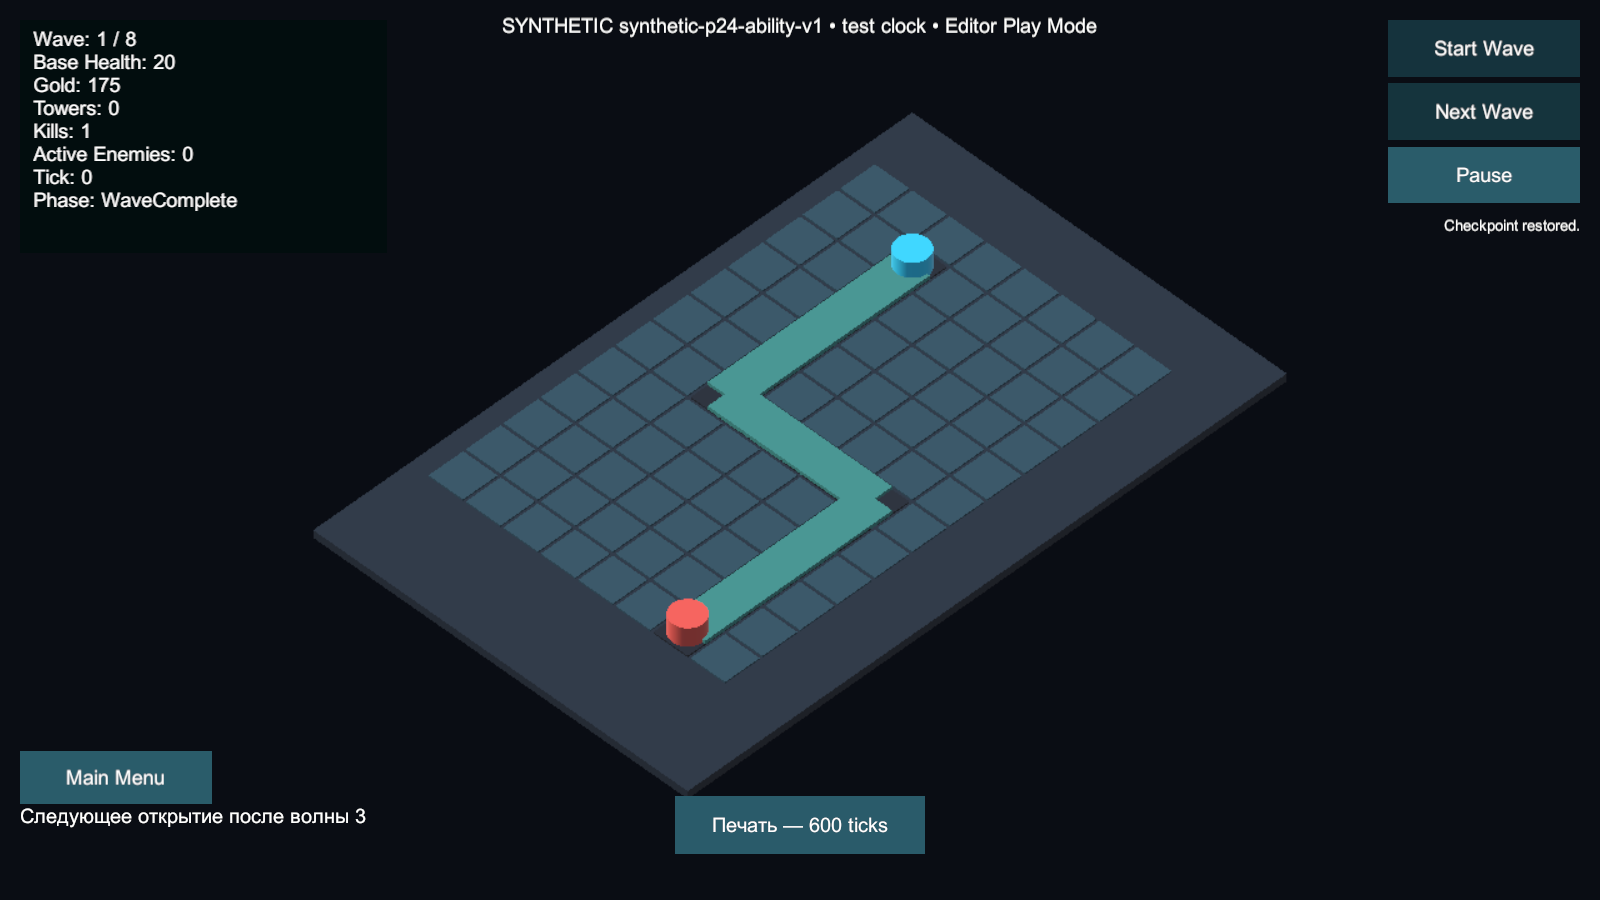 SYNTHETIC synthetic-p24-ability-v1 • test clock • Editor Play Mode
Wave: 1 / 8
Base Health: 20
Gold: 175
Towers: 0
Kills: 1
Active Enemies: 0
Tick: 0
Phase: WaveComplete
Start Wave
Next Wave
Pause
Checkpoint restored.
Main Menu
Следующее открытие после волны 3
Печать — 600 ticks